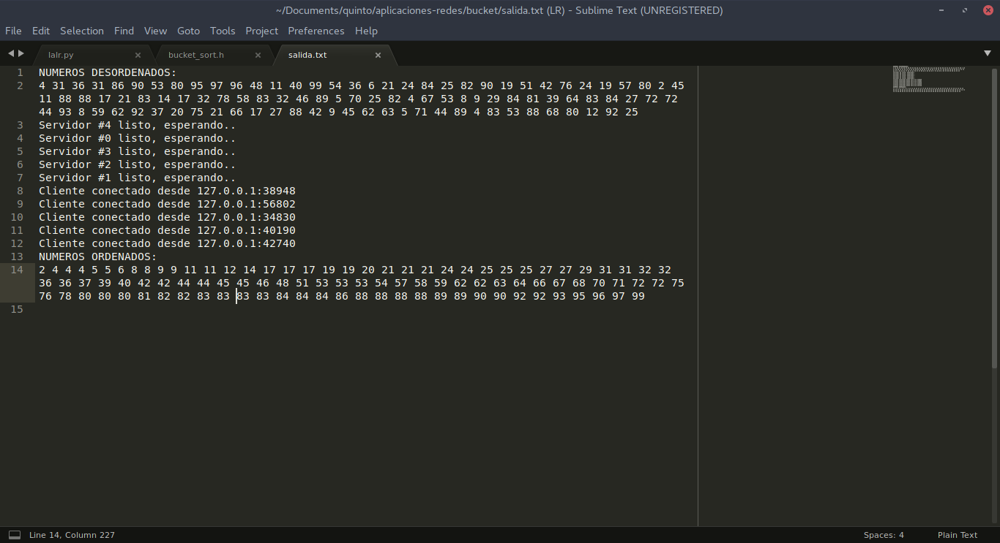 ~/Documents/quinto/aplicaciones-redes/bucket/salida.txt (LR) - Sublime Text (UNREGISTERED)
File Edit Selection Find View Goto Tools Project Preferences Help
lalr.py bucket_sort.h salida.txt
1 NUMEROS DESORDENADOS:
2 4 31 36 31 86 90 53 80 95 97 96 48 11 40 99 54 36 6 21 24 84 25 82 90 19 51 42 76 24 19 57 80 2 45
11 88 88 17 21 83 14 17 32 78 58 83 32 46 89 5 70 25 82 4 67 53 8 9 29 84 81 39 64 83 84 27 72 72
44 93 8 59 62 92 37 20 75 21 66 17 27 88 42 9 45 62 63 5 71 44 89 4 83 53 88 68 80 12 92 25
3 Servidor #4 listo, esperando..
4 Servidor #0 listo, esperando..
5 Servidor #3 listo, esperando..
6 Servidor #2 listo, esperando..
7 Servidor #1 listo, esperando..
8 Cliente conectado desde 127.0.0.1:38948
9 Cliente conectado desde 127.0.0.1:56802
10 Cliente conectado desde 127.0.0.1:34830
11 Cliente conectado desde 127.0.0.1:40190
12 Cliente conectado desde 127.0.0.1:42740
13 NUMEROS ORDENADOS:
14 2 4 4 4 5 5 6 8 8 9 9 11 11 12 14 17 17 17 19 19 20 21 21 21 24 24 25 25 25 27 27 29 31 31 32 32
36 36 37 39 40 42 42 44 44 45 45 46 48 51 53 53 53 54 57 58 59 62 62 63 64 66 67 68 70 71 72 72 75
76 78 80 80 80 81 82 82 83 83 83 83 84 84 84 86 88 88 88 88 89 89 90 90 92 92 93 95 96 97 99
15
Line 14, Column 227 Spaces: 4 Plain Text